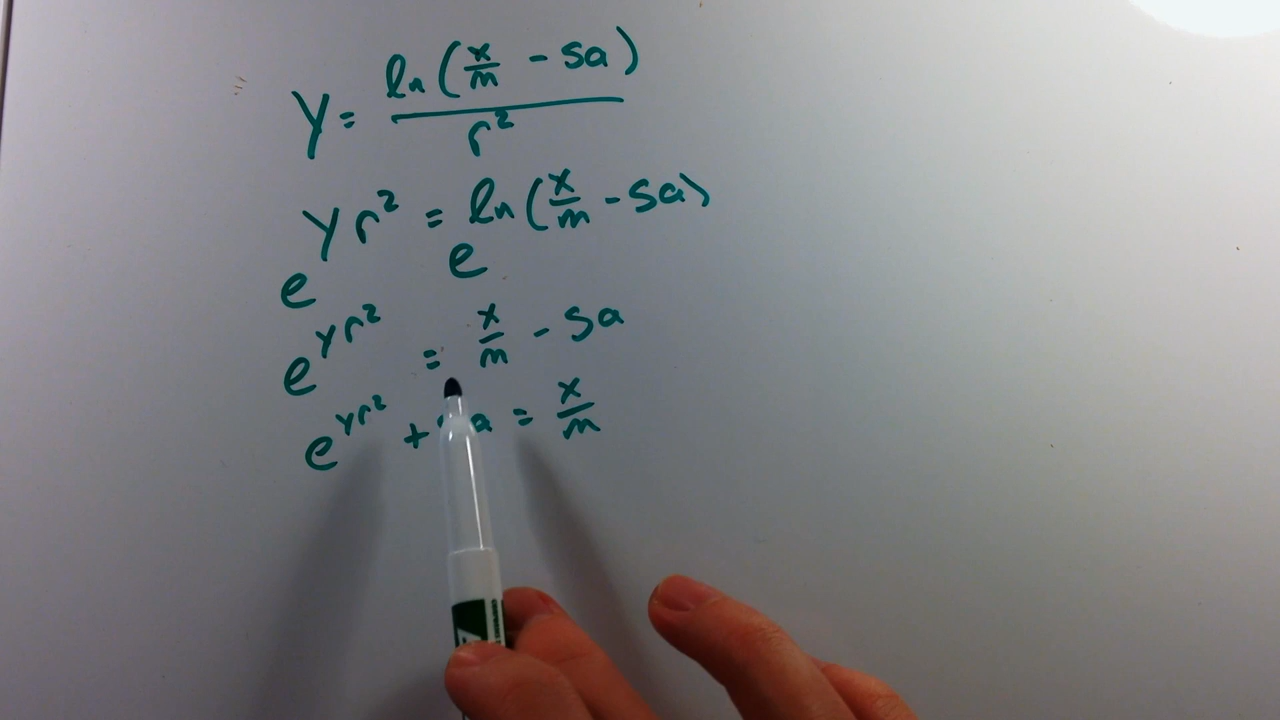 y = ln(x/m - sa) / r²
yr² = ln(x/m - sa)
e e
e^yr² = x/m - sa
e^yr² + a = x/m